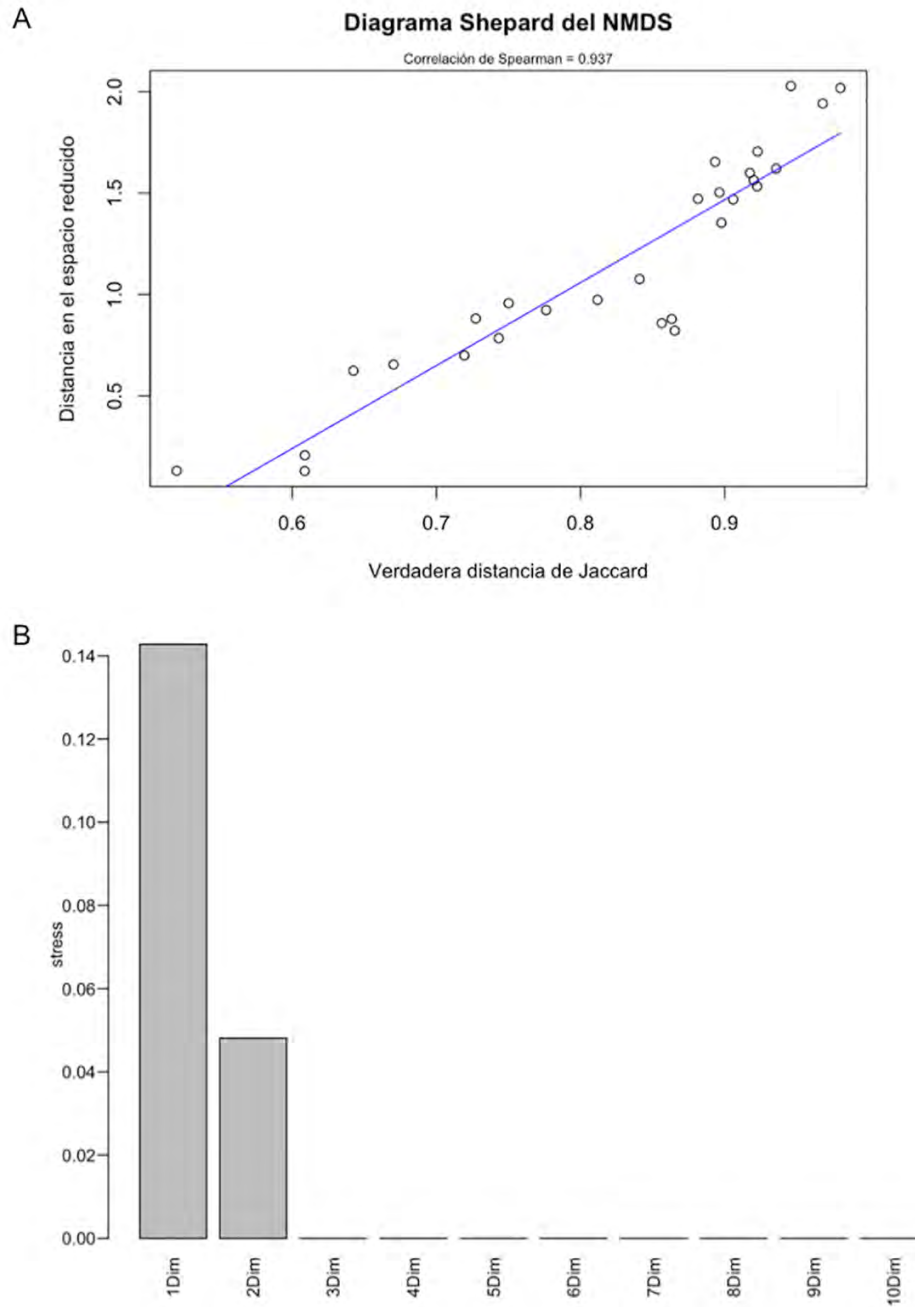 A
Diagrama Shepard del NMDS
Correlación de Spearman = 0.937
Distancia en el espacio reducido
2.0
1.5
1.0
0.5
0.6 0.7 0.8 0.9
Verdadera distancia de Jaccard
B
stress
0.14
0.12
0.10
0.08
0.06
0.04
0.02
0.00
1Dim 2Dim 3Dim 4Dim 5Dim 6Dim 7Dim 8Dim 9Dim 10Dim